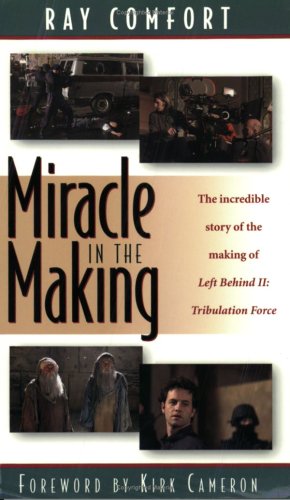 RAY COMFORT
Miracle
IN THE
Making
The incredible
story of the
making of
Left Behind II:
Tribulation Force
FOREWORD BY KIRK CAMERON